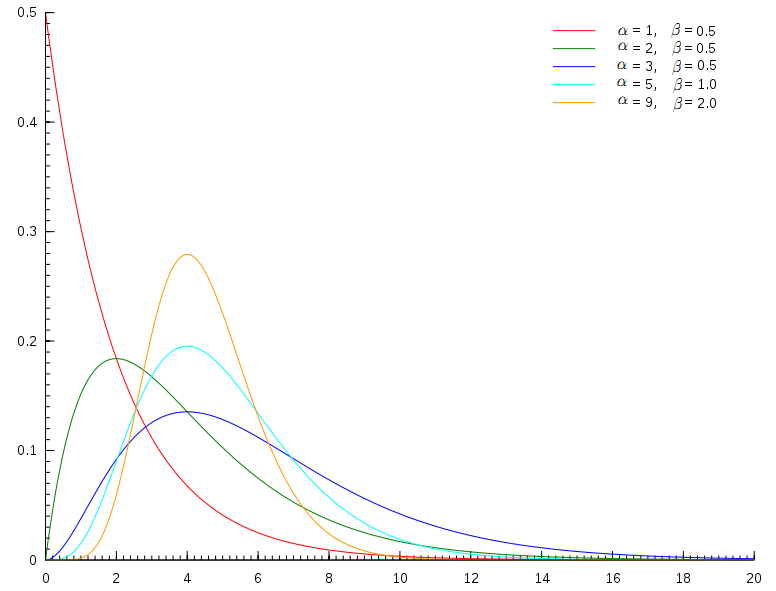 0.5
α = 1, β = 0.5
α = 2, β = 0.5
α = 3, β = 0.5
α = 5, β = 1.0
α = 9, β = 2.0
0.4
0.3
0.2
0.1
0
0 2 4 6 8 10 12 14 16 18 20